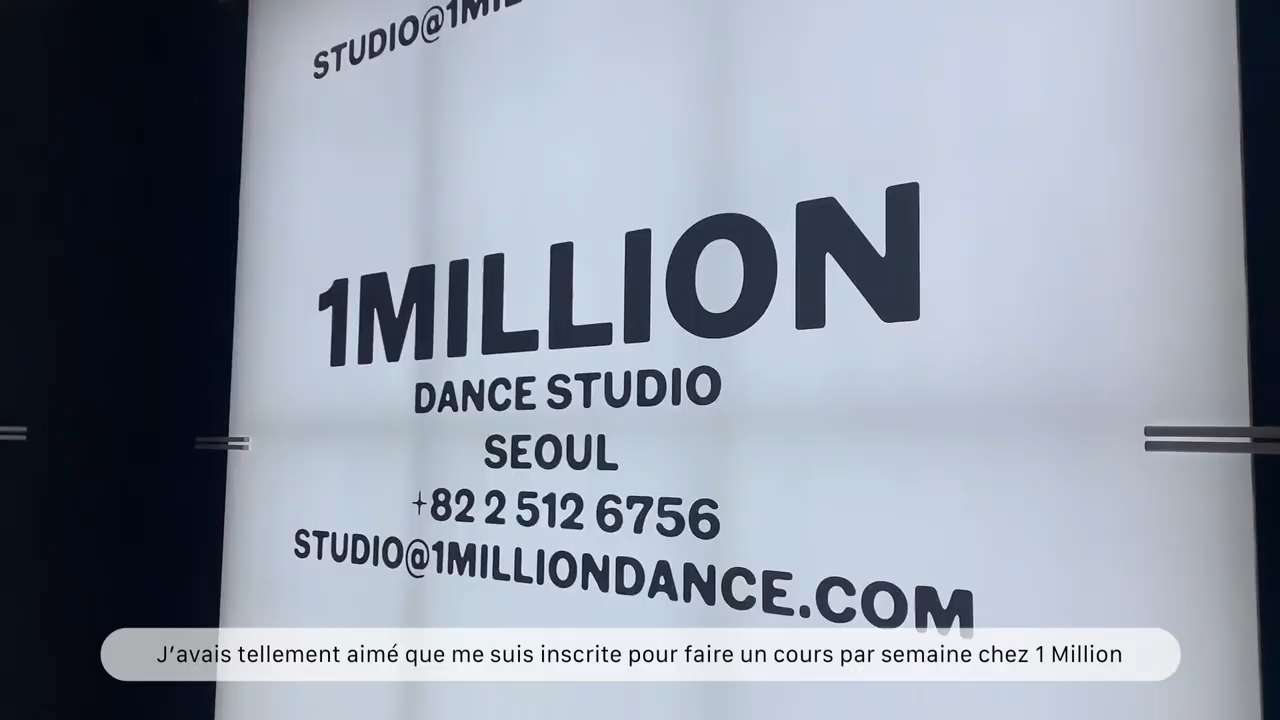 STUDIO@1MIL
1MILLION
DANCE STUDIO
SEOUL
+82 2 512 6756
STUDIO@1MILLIONDANCE.COM
J’avais tellement aimé que me suis inscrite pour faire un cours par semaine chez 1 Million